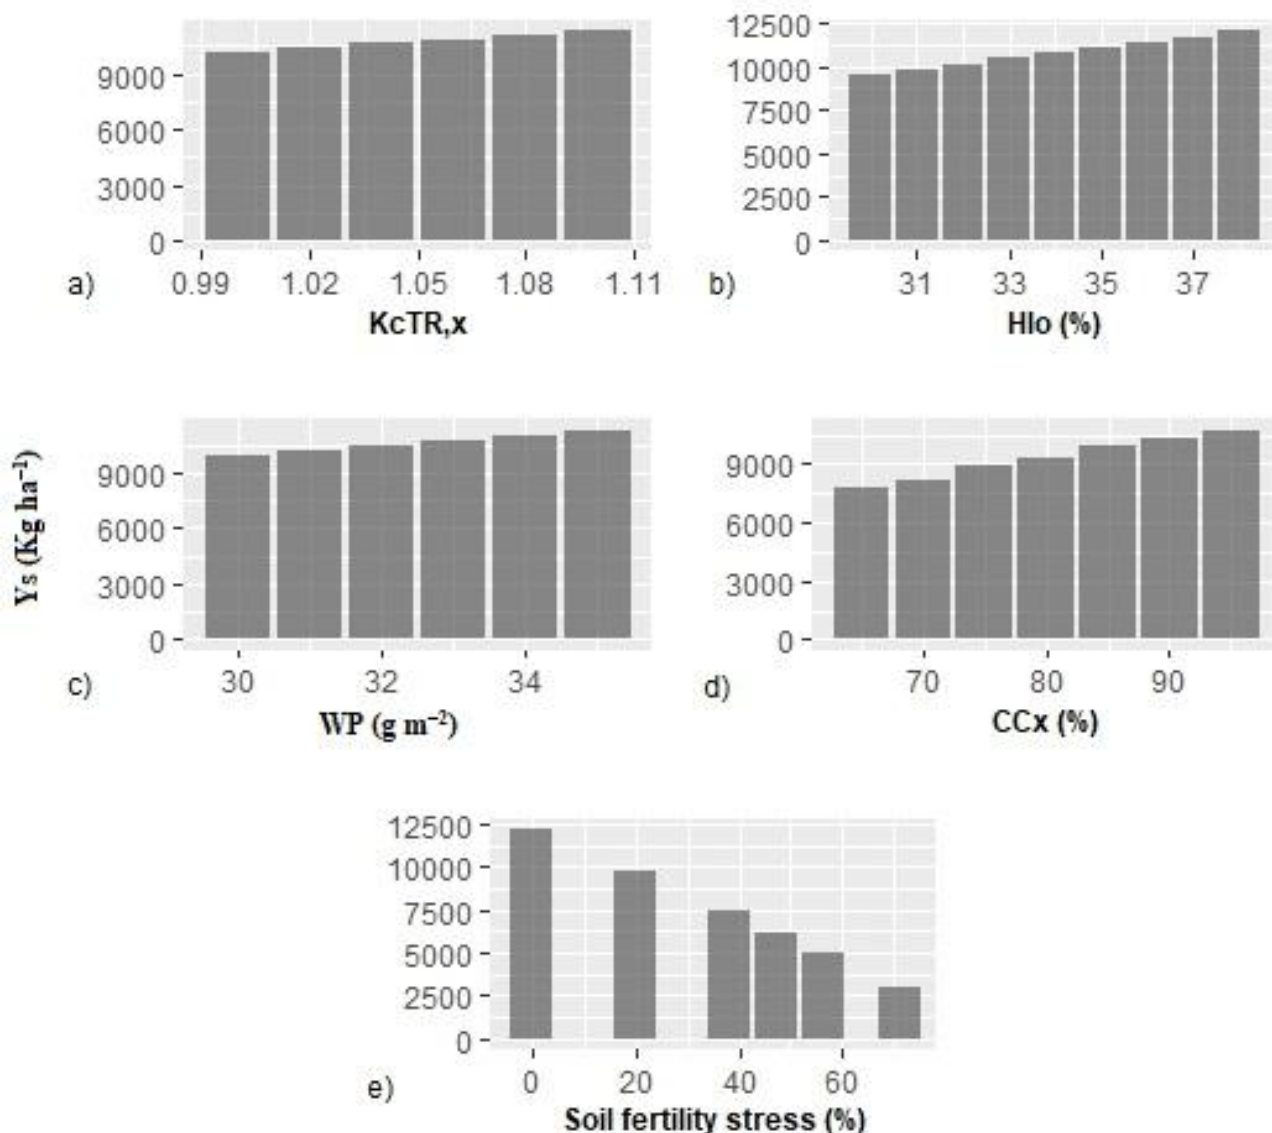 9000
6000
3000
0
0.99 1.02 1.05 1.08 1.11
a)
KcTR,x
12500
10000
7500
5000
2500
0
31 33 35 37
b)
HIo (%)
Ys (Kg ha⁻¹)
9000
6000
3000
0
30 32 34
c)
WP (g m⁻²)
9000
6000
3000
0
70 80 90
d)
CCx (%)
12500
10000
7500
5000
2500
0
0 20 40 60
e)
Soil fertility stress (%)